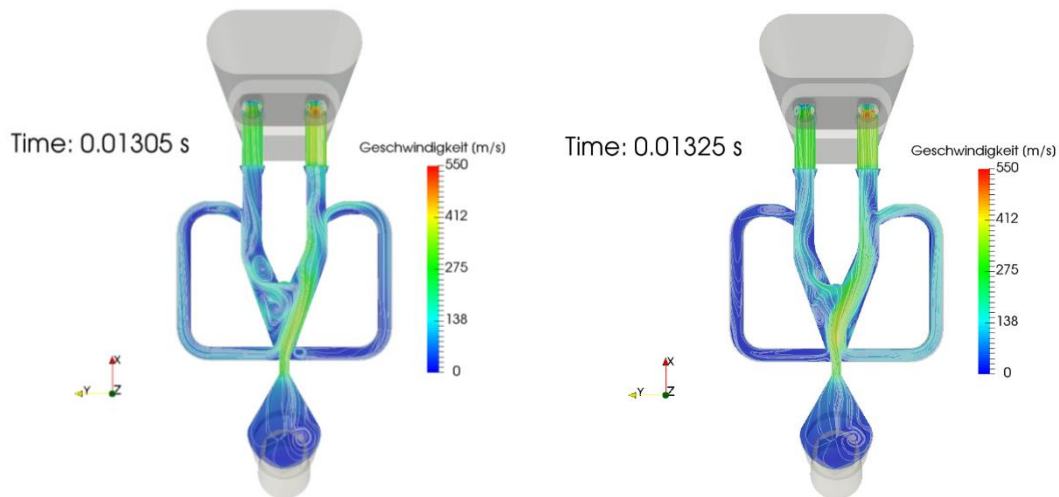 Time: 0.01305 s
Geschwindigkeit (m/s)
550
412
275
138
0
X
Y
Z
Time: 0.01325 s
Geschwindigkeit (m/s)
550
412
275
138
0
X
Y
Z